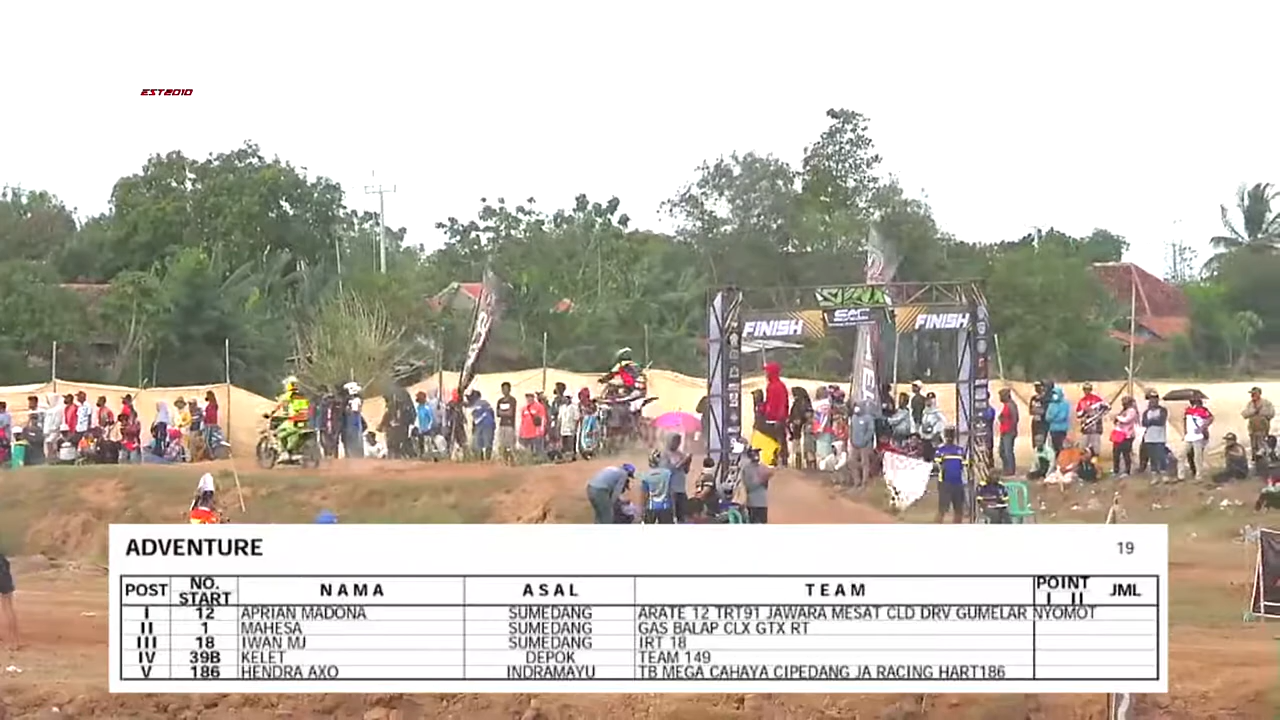 EST2010
FINISH
FINISH
ADVENTURE 19
POST NO. START NAMA ASAL TEAM POINT I II JML
I 12 APRIAN MADONA SUMEDANG ARATE 12 TRT91 JAWARA MESAT CLD DRV GUMELAR NYOMOT
II 1 MAHESA SUMEDANG GAS BALAP CLX GTX RT
III 18 IWAN MJ SUMEDANG IRT 18
IV 39B KELET DEPOK TEAM 149
V 186 HENDRA AXO INDRAMAYU TB MEGA CAHAYA CIPEDANG JA RACING HART186